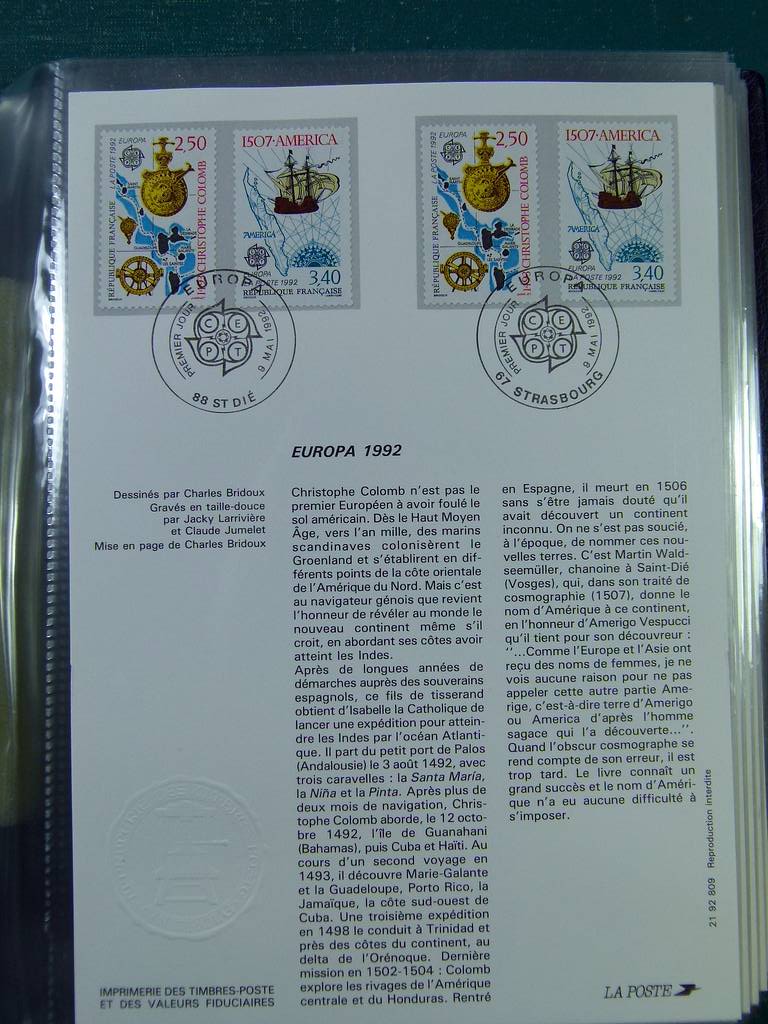 EUROPA
LA POSTE 1992
2,50
RÉPUBLIQUE FRANÇAISE
CHRISTOPHE COLOMB
1507·AMERICA
AMERICA
EUROPA
LA POSTE 1992
3,40
RÉPUBLIQUE FRANÇAISE
EUROPA
LA POSTE 1992
2,50
RÉPUBLIQUE FRANÇAISE
CHRISTOPHE COLOMB
1507·AMERICA
AMERICA
EUROPA
LA POSTE 1992
3,40
RÉPUBLIQUE FRANÇAISE
EUROPA
PREMIER JOUR
CEPT
9 MAI 1992
88 ST DIÉ
EUROPA
PREMIER JOUR
CEPT
9 MAI 1992
67 STRASBOURG
EUROPA 1992
Dessinés par Charles Bridoux
Gravés en taille-douce
par Jacky Larrivière
et Claude Jumelet
Mise en page de Charles Bridoux
Christophe Colomb n'est pas le
premier Européen à avoir foulé le
sol américain. Dès le Haut Moyen
Âge, vers l'an mille, des marins
scandinaves colonisèrent le
Groenland et s'établirent en dif-
férents points de la côte orientale
de l'Amérique du Nord. Mais c'est
au navigateur génois que revient
l'honneur de révéler au monde le
nouveau continent même s'il
croit, en abordant ses côtes avoir
atteint les Indes.
Après de longues années de
démarches auprès des souverains
espagnols, ce fils de tisserand
obtient d'Isabelle la Catholique de
lancer une expédition pour attein-
dre les Indes par l'océan Atlanti-
que. Il part du petit port de Palos
(Andalousie) le 3 août 1492, avec
trois caravelles : la Santa María,
la Niña et la Pinta. Après plus de
deux mois de navigation, Chris-
tophe Colomb aborde, le 12 octo-
bre 1492, l'île de Guanahani
(Bahamas), puis Cuba et Haïti. Au
cours d'un second voyage en
1493, il découvre Marie-Galante
et la Guadeloupe, Porto Rico, la
Jamaïque, la côte sud-ouest de
Cuba. Une troisième expédition
en 1498 le conduit à Trinidad et
près des côtes du continent, au
delta de l'Orénoque. Dernière
mission en 1502-1504 : Colomb
explore les rivages de l'Amérique
centrale et du Honduras. Rentré
en Espagne, il meurt en 1506
sans s'être jamais douté qu'il
avait découvert un continent
inconnu. On ne s'est pas soucié,
à l'époque, de nommer ces nou-
velles terres. C'est Martin Wald-
seemüller, chanoine à Saint-Dié
(Vosges), qui, dans son traité de
cosmographie (1507), donne le
nom d'Amérique à ce continent,
en l'honneur d'Amerigo Vespucci
qu'il tient pour son découvreur :
''...Comme l'Europe et l'Asie ont
reçu des noms de femmes, je ne
vois aucune raison pour ne pas
appeler cette autre partie Ame-
rige, c'est-à-dire terre d'Amerigo
ou America d'après l'homme
sagace qui l'a découverte...''.
Quand l'obscur cosmographe se
rend compte de son erreur, il est
trop tard. Le livre connaît un
grand succès et le nom d'Améri-
que n'a eu aucune difficulté à
s'imposer.
21 92 809 Reproduction interdite
IMPRIMERIE DES TIMBRES-POSTE
ET DES VALEURS FIDUCIAIRES
LA POSTE